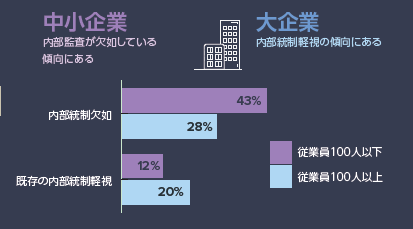 中小企業
内部監査が欠如している
傾向にある
大企業
内部統制軽視の傾向にある
内部統制欠如
43%
28%
既存の内部統制軽視
12%
20%
従業員100人以下
従業員100人以上